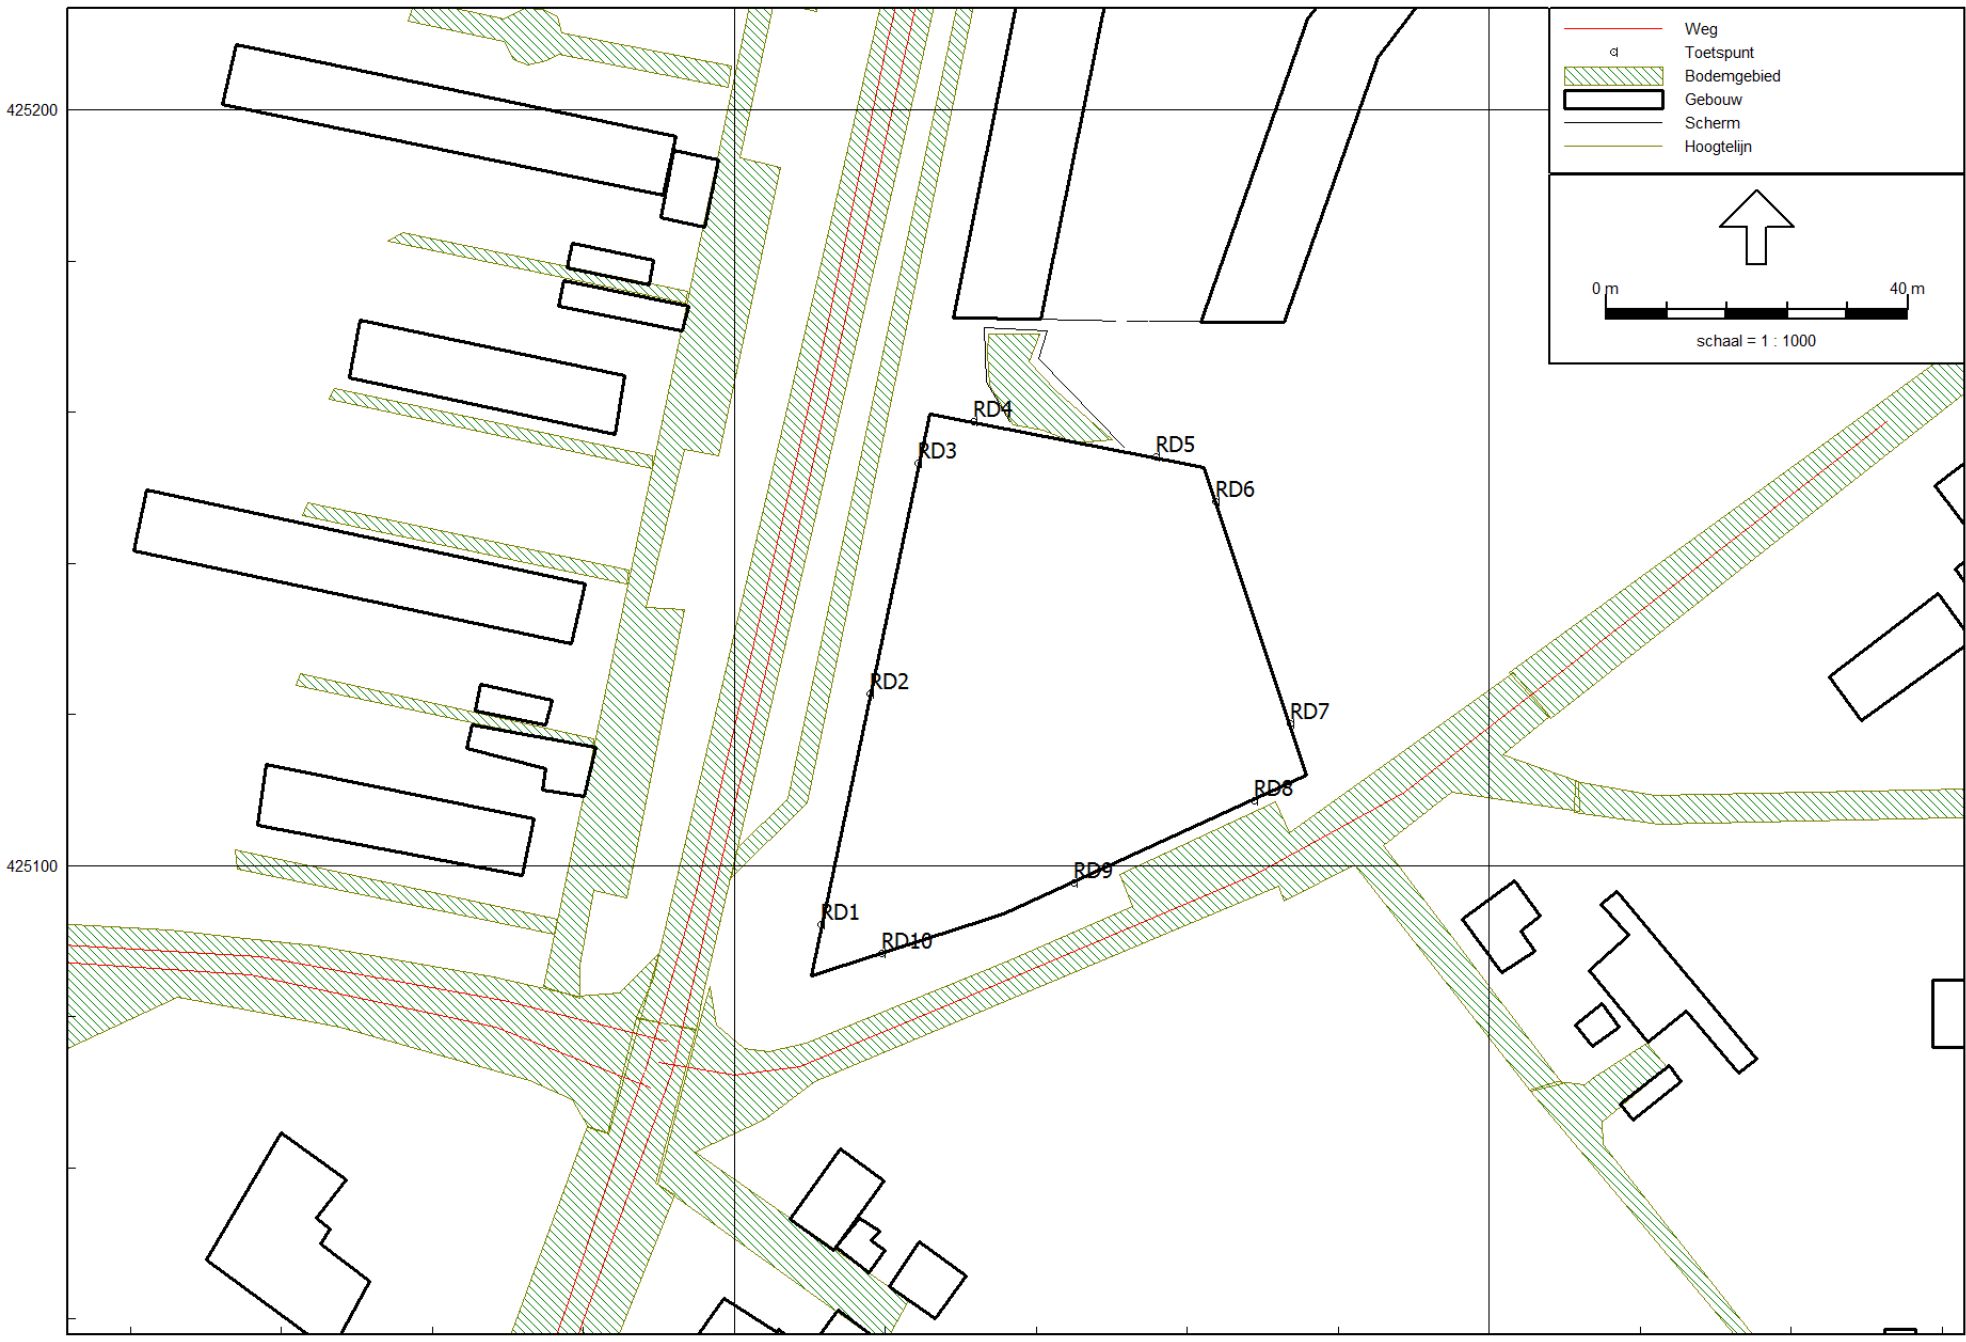 Weg
Toetspunt
Bodemgebied
Gebouw
Scherm
Hoogtelijn
425200
0 m 40 m
schaal = 1 : 1000
RD4
RD3
RD5
RD6
RD2
RD7
RD8
425100
RD9
RD1
RD10